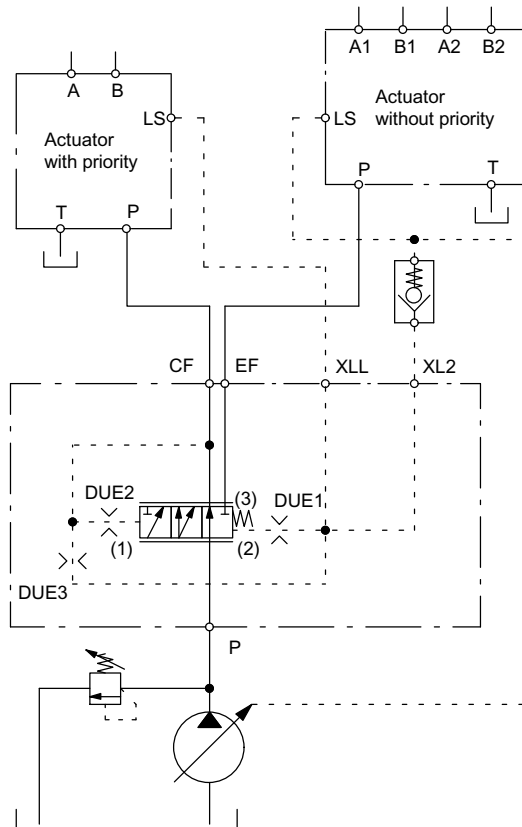 A1 B1 A2 B2
A B
LS
Actuator
with priority
LS
Actuator
without priority
T P
P T
CF EF XLL XL2
DUE2 (3) DUE1
(1) (2)
DUE3
P